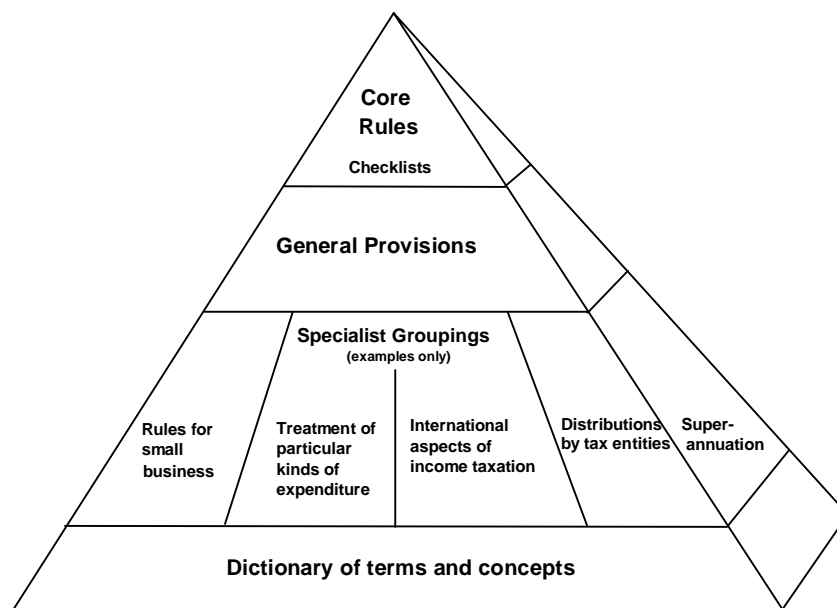 Core
Rules
Checklists
General Provisions
Specialist Groupings
(examples only)
Rules for
small
business
Treatment of
particular
kinds of
expenditure
International
aspects of
income taxation
Distributions
by tax entities
Super-
annuation
Dictionary of terms and concepts